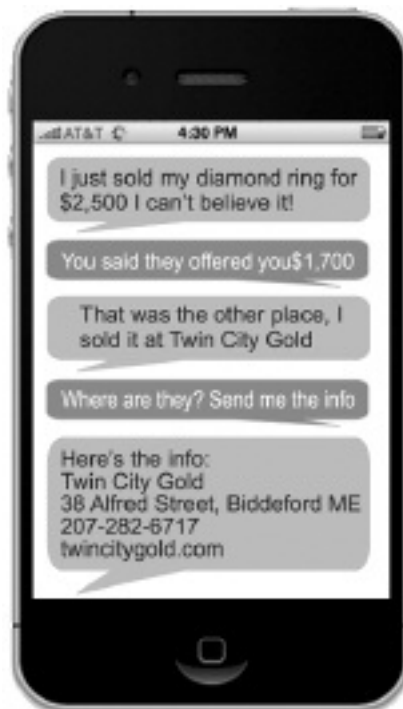 AT&T 4:30 PM
I just sold my diamond ring for
$2,500 I can't believe it!
You said they offered you$1,700
That was the other place, I
sold it at Twin City Gold
Where are they? Send me the info
Here's the info:
Twin City Gold
38 Alfred Street, Biddeford ME
207-282-6717
twincitygold.com